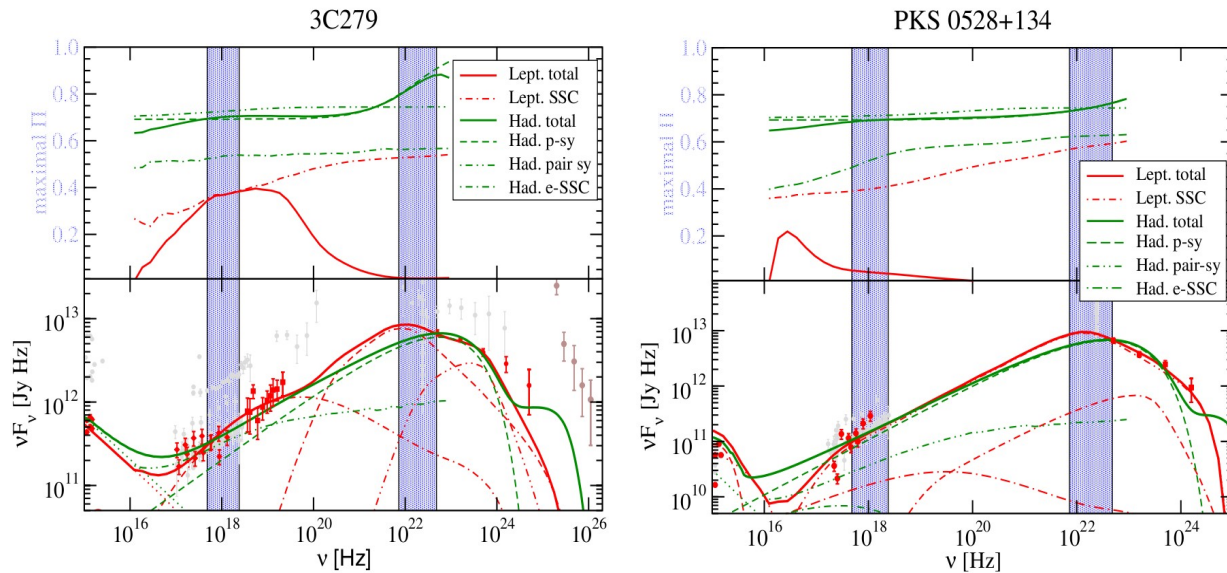 3C279
PKS 0528+134
maximal Π
1.0
0.8
0.6
0.4
0.2
Lept. total
Lept. SSC
Had. total
Had. p-sy
Had. pair sy
Had. e-SSC
νFν [Jy Hz]
10^13
10^12
10^11
10^16 10^18 10^20 10^22 10^24 10^26
ν [Hz]
maximal Π
1.0
0.8
0.6
0.4
0.2
Lept. total
Lept. SSC
Had. total
Had. p-sy
Had. pair-sy
Had. e-SSC
νFν [Jy Hz]
10^13
10^12
10^11
10^10
10^16 10^18 10^20 10^22 10^24
ν [Hz]